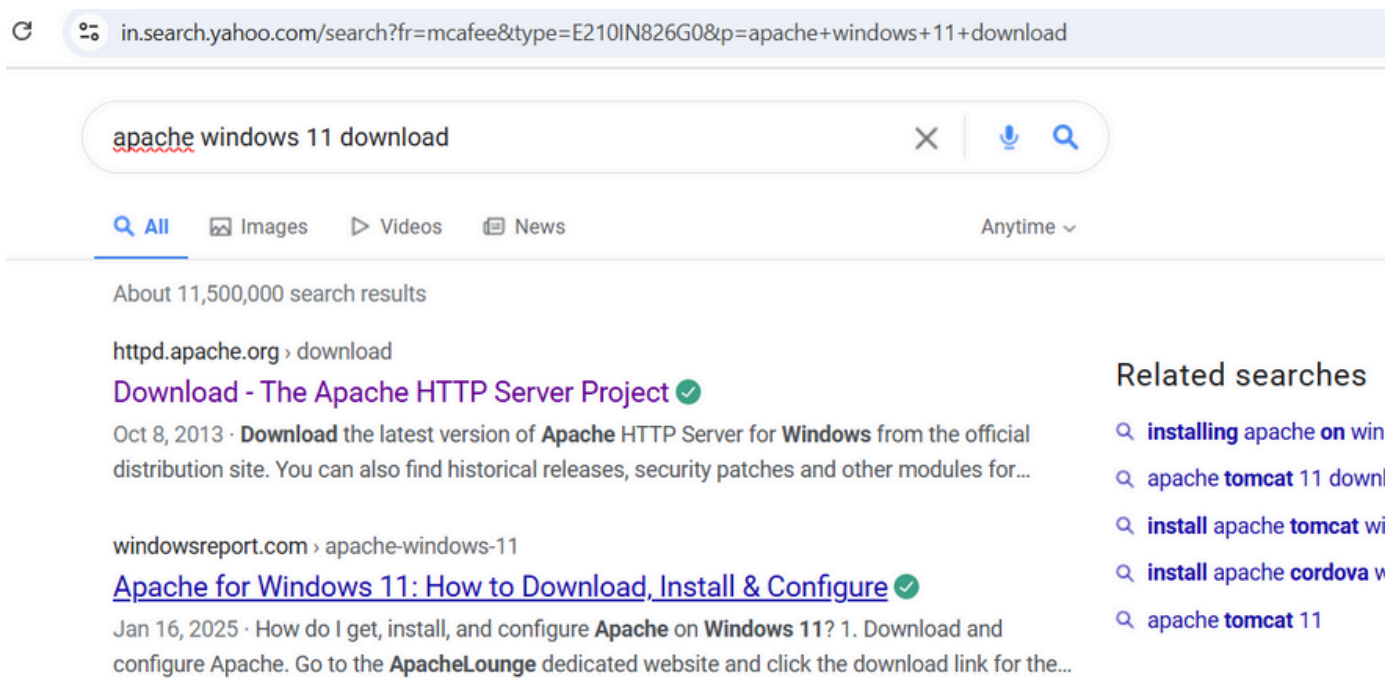 in.search.yahoo.com/search?fr=mcafee&type=E210IN826G0&p=apache+windows+11+download
apache windows 11 download
All Images Videos News Anytime
About 11,500,000 search results
httpd.apache.org › download
Download - The Apache HTTP Server Project
Oct 8, 2013 · Download the latest version of Apache HTTP Server for Windows from the official
distribution site. You can also find historical releases, security patches and other modules for...
windowsreport.com › apache-windows-11
Apache for Windows 11: How to Download, Install & Configure
Jan 16, 2025 · How do I get, install, and configure Apache on Windows 11? 1. Download and
configure Apache. Go to the ApacheLounge dedicated website and click the download link for the...
Related searches
installing apache on win
apache tomcat 11 downl
install apache tomcat wi
install apache cordova w
apache tomcat 11